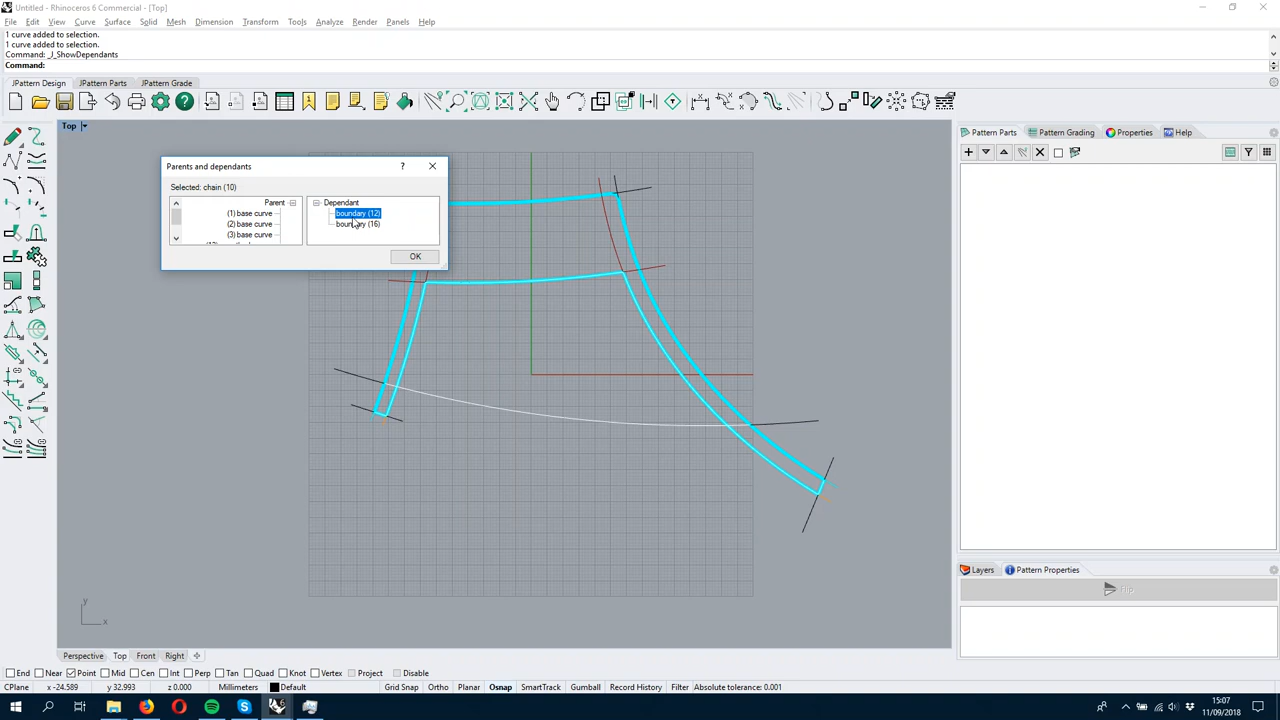 Untitled - Rhinoceros 6 Commercial - [Top]
File Edit View Curve Surface Solid Mesh Dimension Transform Tools Analyze Render Panels Help
1 curve added to selection.
1 curve added to selection.
Command: _J_ShowDependants
Command:
JPattern Design JPattern Parts JPattern Grade
Top
Pattern Parts Pattern Grading Properties Help
Parents and dependants ?
Selected: chain (10)
Parent
(1) base curve
(2) base curve
(3) base curve
Dependant
boundary (12)
boundary (16)
OK
Layers Pattern Properties
Flip
y
x
Perspective Top Front Right
End Near Point Mid Cen Int Perp Tan Quad Knot Vertex Project Disable
CPlane x -24.589 y 32.993 z 0.000 Millimeters Default Grid Snap Ortho Planar Osnap SmartTrack Gumball Record History Filter Absolute tolerance: 0.001
15:07
11/09/2018